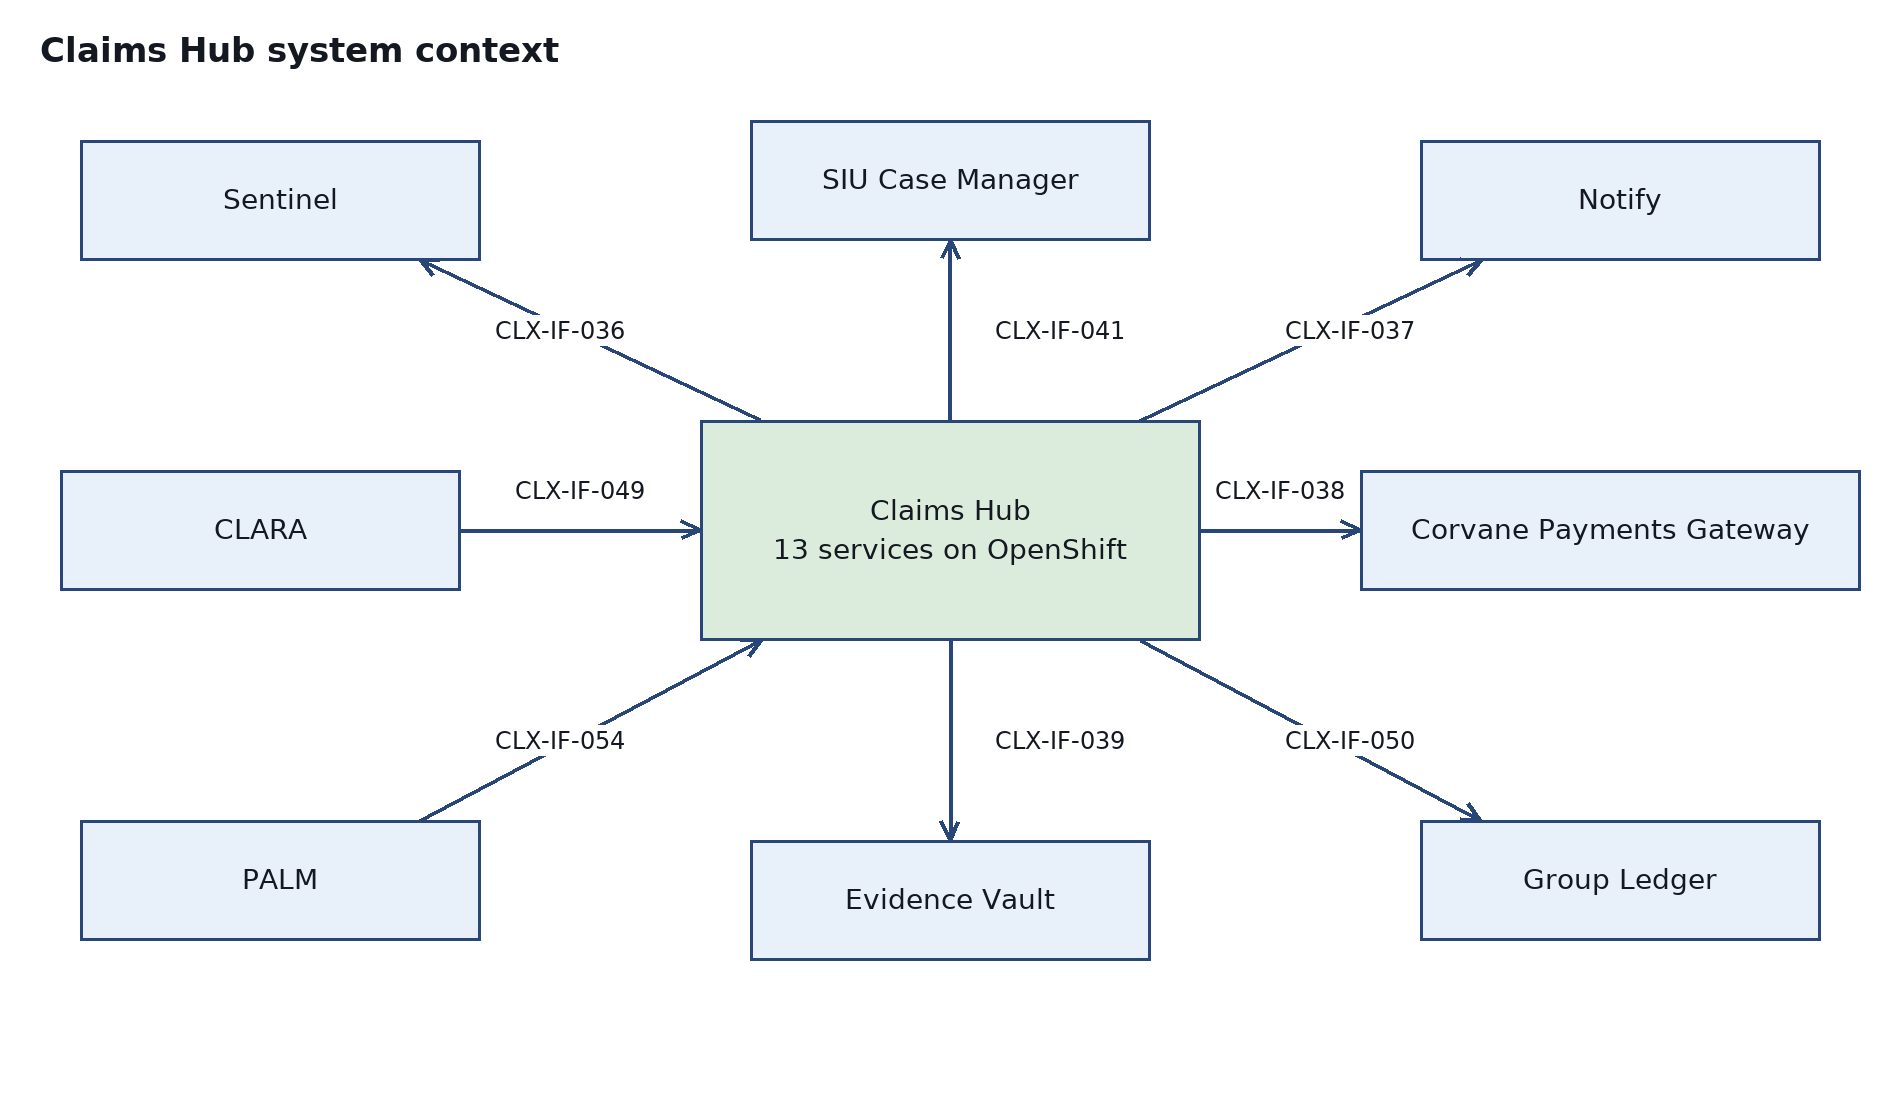 Claims Hub system context
Sentinel
SIU Case Manager
Notify
CLX-IF-036
CLX-IF-041
CLX-IF-037
CLARA
CLX-IF-049
Claims Hub
13 services on OpenShift
CLX-IF-038
Corvane Payments Gateway
CLX-IF-054
CLX-IF-039
CLX-IF-050
PALM
Evidence Vault
Group Ledger